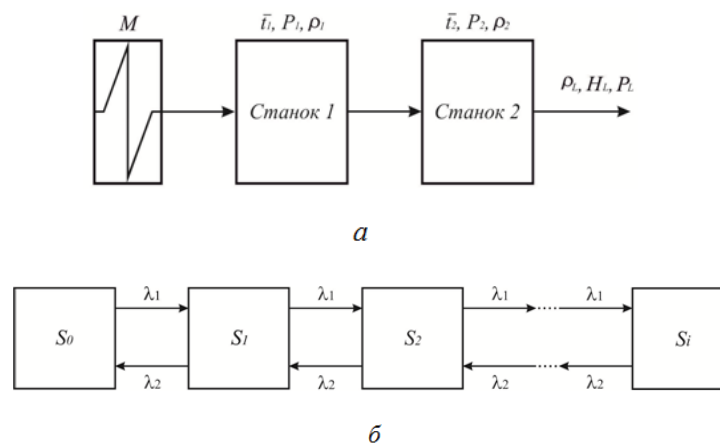 M
t̄₁, P₁, ρ₁
t̄₂, P₂, ρ₂
Станок 1
Станок 2
ρL, HL, PL
а
λ₁ λ₁ λ₁ λ₁
S₀ S₁ S₂ Sᵢ
λ₂ λ₂ λ₂ λ₂
б